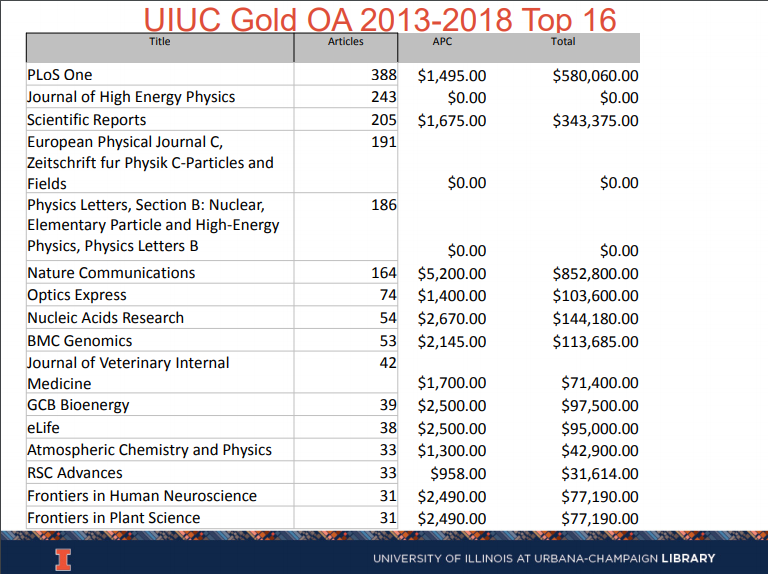 UIUC Gold OA 2013-2018 Top 16
Title Articles APC Total
PLoS One 388 $1,495.00 $580,060.00
Journal of High Energy Physics 243 $0.00 $0.00
Scientific Reports 205 $1,675.00 $343,375.00
European Physical Journal C, 191
Zeitschrift fur Physik C-Particles and
Fields $0.00 $0.00
Physics Letters, Section B: Nuclear, 186
Elementary Particle and High-Energy
Physics, Physics Letters B $0.00 $0.00
Nature Communications 164 $5,200.00 $852,800.00
Optics Express 74 $1,400.00 $103,600.00
Nucleic Acids Research 54 $2,670.00 $144,180.00
BMC Genomics 53 $2,145.00 $113,685.00
Journal of Veterinary Internal 42
Medicine $1,700.00 $71,400.00
GCB Bioenergy 39 $2,500.00 $97,500.00
eLife 38 $2,500.00 $95,000.00
Atmospheric Chemistry and Physics 33 $1,300.00 $42,900.00
RSC Advances 33 $958.00 $31,614.00
Frontiers in Human Neuroscience 31 $2,490.00 $77,190.00
Frontiers in Plant Science 31 $2,490.00 $77,190.00
I UNIVERSITY OF ILLINOIS AT URBANA-CHAMPAIGN LIBRARY